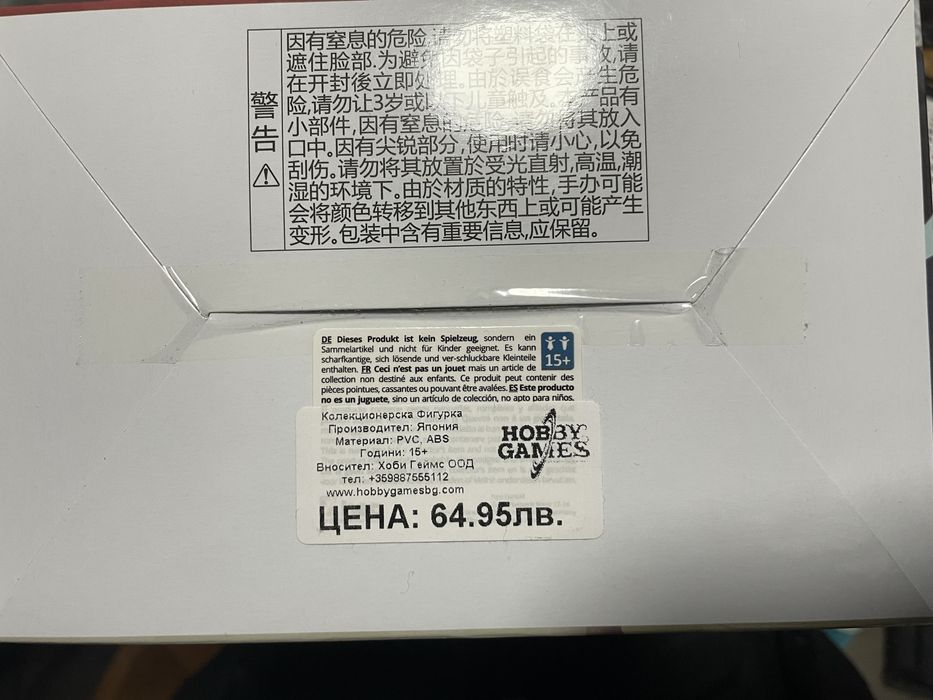 警告
因有窒息的危险,请勿将塑料袋在 上或
遮住脸部.为避免因袋子引起的事故,请
在开封後立即处理。由於误食会产生危
险,请勿让3岁或以下儿童触及。本产品有
小部件,因有窒息的危险,请勿将其放入
口中。因有尖锐部分,使用时请小心,以免
刮伤。请勿将其放置於受光直射,高温,潮
湿的环境下。由於材质的特性,手办可能
会将颜色转移到其他东西上或可能产生
变形。包装中含有重要信息,应保留。
DE Dieses Produkt ist kein Spielzeug, sondern ein
Sammelartikel und nicht für Kinder geeignet. Es kann
scharfkantige, sich lösende und ver-schluckbare Kleinteile
enthalten. FR Ceci n'est pas un jouet mais un article de
collection non destiné aux enfants. Ce produit peut contenir des
pièces pointues, cassantes ou pouvant être avalées. ES Este producto
no es un juguete, sino un artículo de colección, no apto para niños.
15+
Колекционерска Фигурка
Производител: Япония
Материал: PVC, ABS
Години: 15+
Вносител: Хоби Геймс ООД
тел: +359887555112
www.hobbygamesbg.com
HOBBY
GAMES
ЦЕНА: 64.95лв.